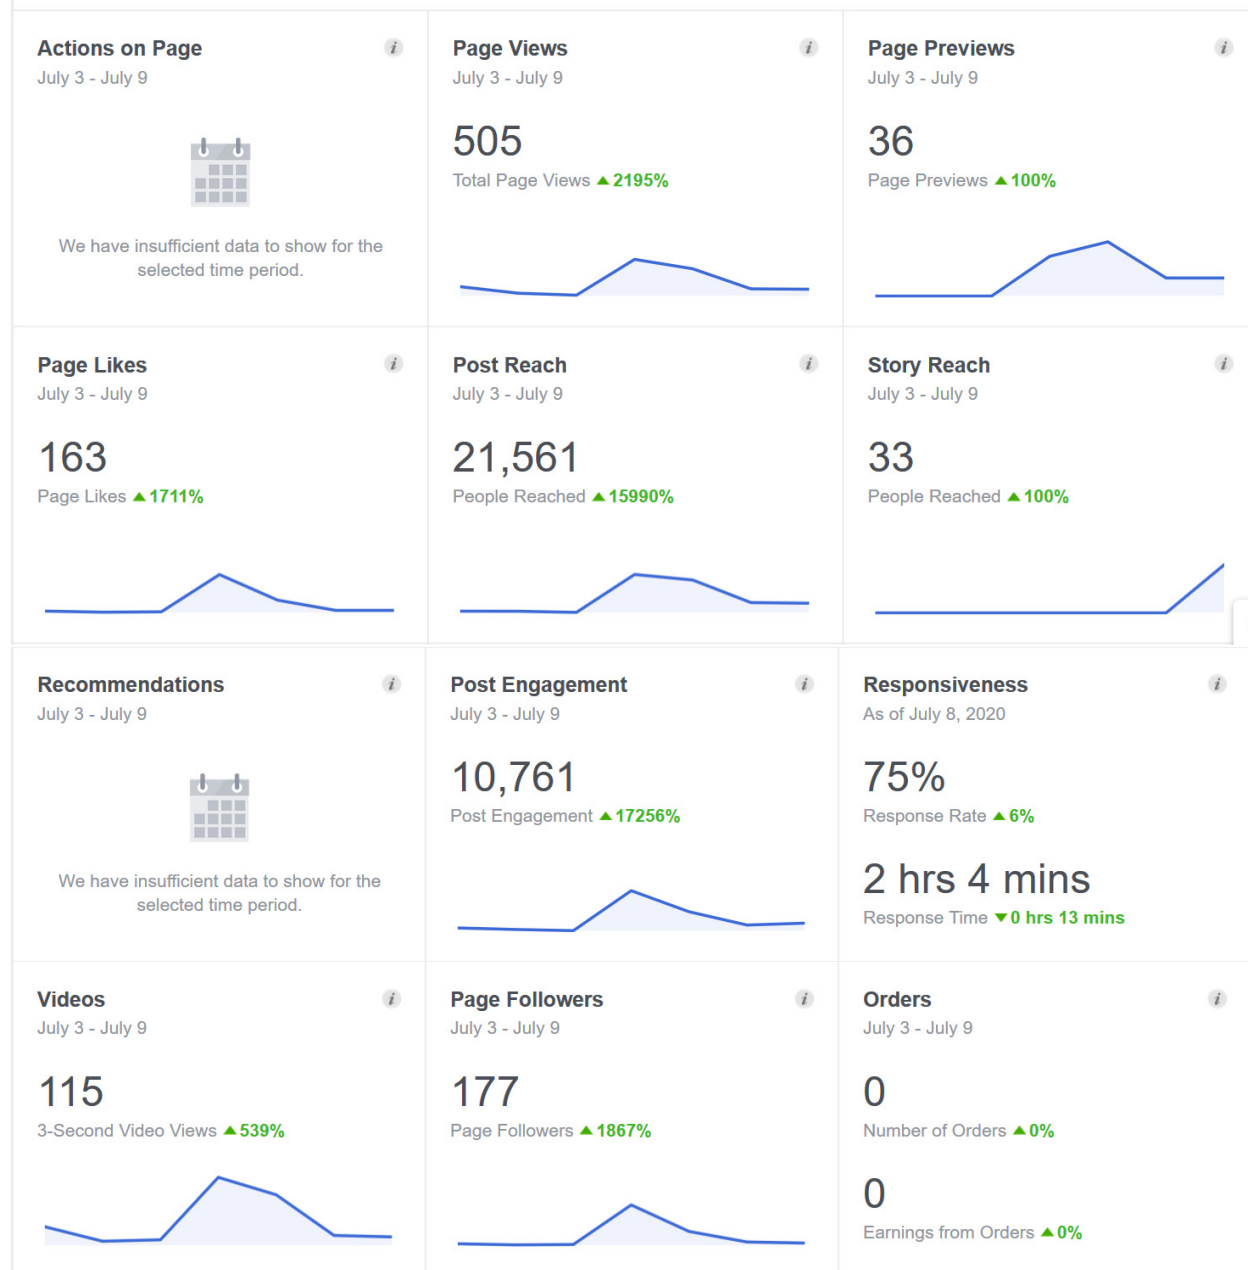 Actions on Page
July 3 - July 9
We have insufficient data to show for the
selected time period.
Page Views
July 3 - July 9
505
Total Page Views ▲ 2195%
Page Previews
July 3 - July 9
36
Page Previews ▲ 100%
Page Likes
July 3 - July 9
163
Page Likes ▲ 1711%
Post Reach
July 3 - July 9
21,561
People Reached ▲ 15990%
Story Reach
July 3 - July 9
33
People Reached ▲ 100%
Recommendations
July 3 - July 9
We have insufficient data to show for the
selected time period.
Post Engagement
July 3 - July 9
10,761
Post Engagement ▲ 17256%
Responsiveness
As of July 8, 2020
75%
Response Rate ▲ 6%
2 hrs 4 mins
Response Time ▼ 0 hrs 13 mins
Videos
July 3 - July 9
115
3-Second Video Views ▲ 539%
Page Followers
July 3 - July 9
177
Page Followers ▲ 1867%
Orders
July 3 - July 9
0
Number of Orders ▲ 0%
0
Earnings from Orders ▲ 0%